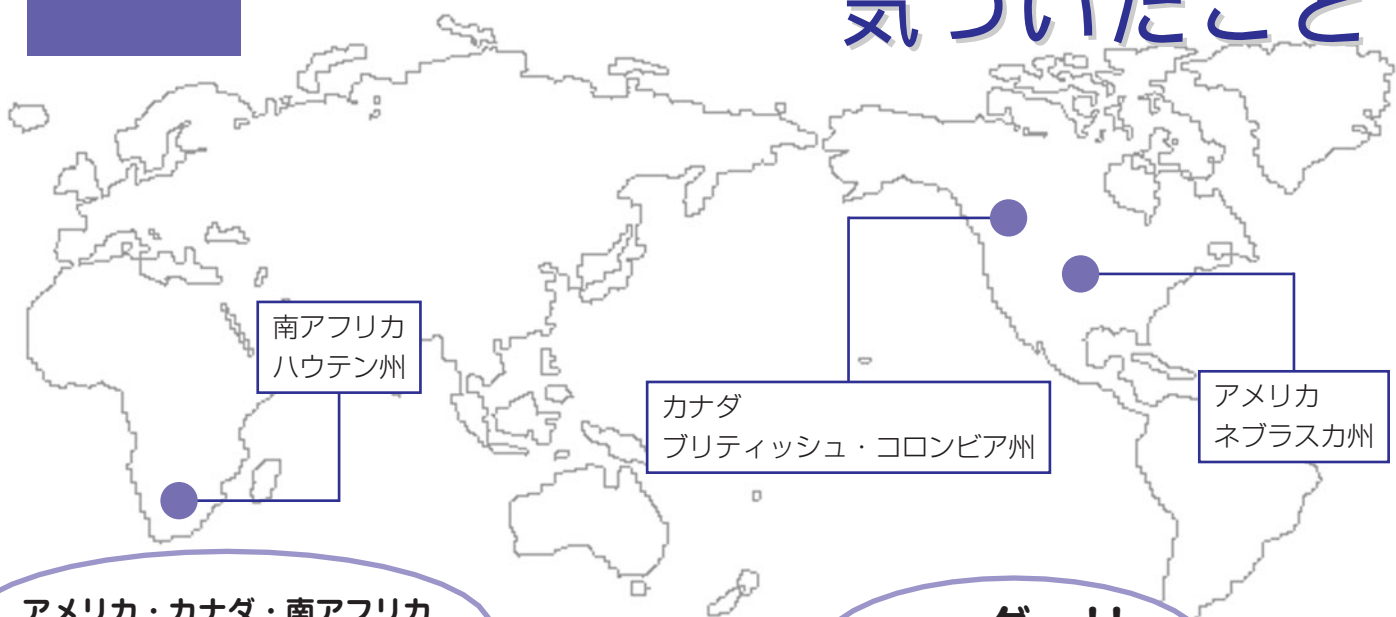 気づいたこと
南アフリカ
ハウテン州
カナダ
ブリティッシュ・コロンビア州
アメリカ
ネブラスカ州
アメリカ・カナダ・南アフリカ